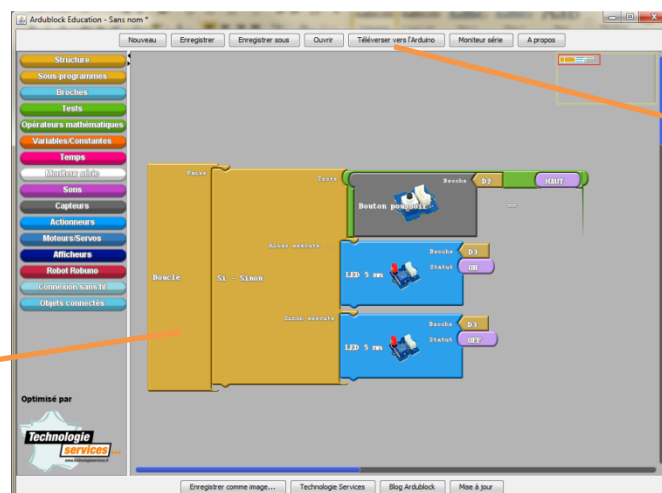 Ardublock Education - Sans nom *
Nouveau Enregistrer Enregistrer sous Ouvrir Téléverser vers l'Arduino Moniteur série A propos
Structure
Sous-programmes
Broches
Tests
Opérateurs mathématiques
Variables/Constantes
Temps
Moniteur série
Sons
Capteurs
Actionneurs
Moteurs/Servos
Afficheurs
Robot Robuno
Connexion sans fil
Objets connectés
Faire
Boucle
Si - Sinon
Teste
Bouton poussoir
Broche D2
=
HAUT
Alors exécute
LED 5 mm
Broche D3
Statut ON
Sinon exécute
LED 5 mm
Broche D3
Statut OFF
Optimisé par
Technologie
services
Enregistrer comme image... Technologie Services Blog Ardublock Mise à jour